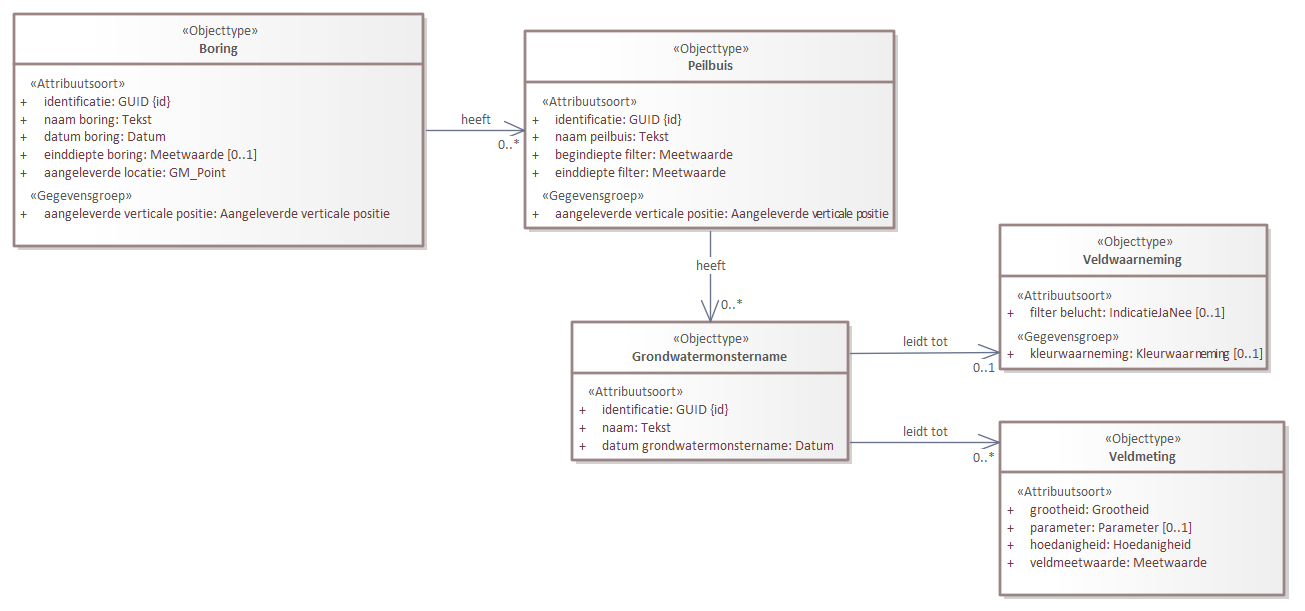 «Objecttype»
Boring
«Attribuutsoort»
+ identificatie: GUID {id}
+ naam boring: Tekst
+ datum boring: Datum
+ einddiepte boring: Meetwaarde [0..1]
+ aangeleverde locatie: GM_Point
«Gegevensgroep»
+ aangeleverde verticale positie: Aangeleverde verticale positie
heeft
0..*
«Objecttype»
Peilbuis
«Attribuutsoort»
+ identificatie: GUID {id}
+ naam peilbuis: Tekst
+ begindiepte filter: Meetwaarde
+ einddiepte filter: Meetwaarde
«Gegevensgroep»
+ aangeleverde verticale positie: Aangeleverde verticale positie
heeft
0..*
«Objecttype»
Grondwatermonstername
«Attribuutsoort»
+ identificatie: GUID {id}
+ naam: Tekst
+ datum grondwatermonstername: Datum
leidt tot
0..1
«Objecttype»
Veldwaarneming
«Attribuutsoort»
+ filter belucht: IndicatieJaNee [0..1]
«Gegevensgroep»
+ kleurwaarneming: Kleurwaarneming [0..1]
leidt tot
0..*
«Objecttype»
Veldmeting
«Attribuutsoort»
+ grootheid: Grootheid
+ parameter: Parameter [0..1]
+ hoedanigheid: Hoedanigheid
+ veldmeetwaarde: Meetwaarde